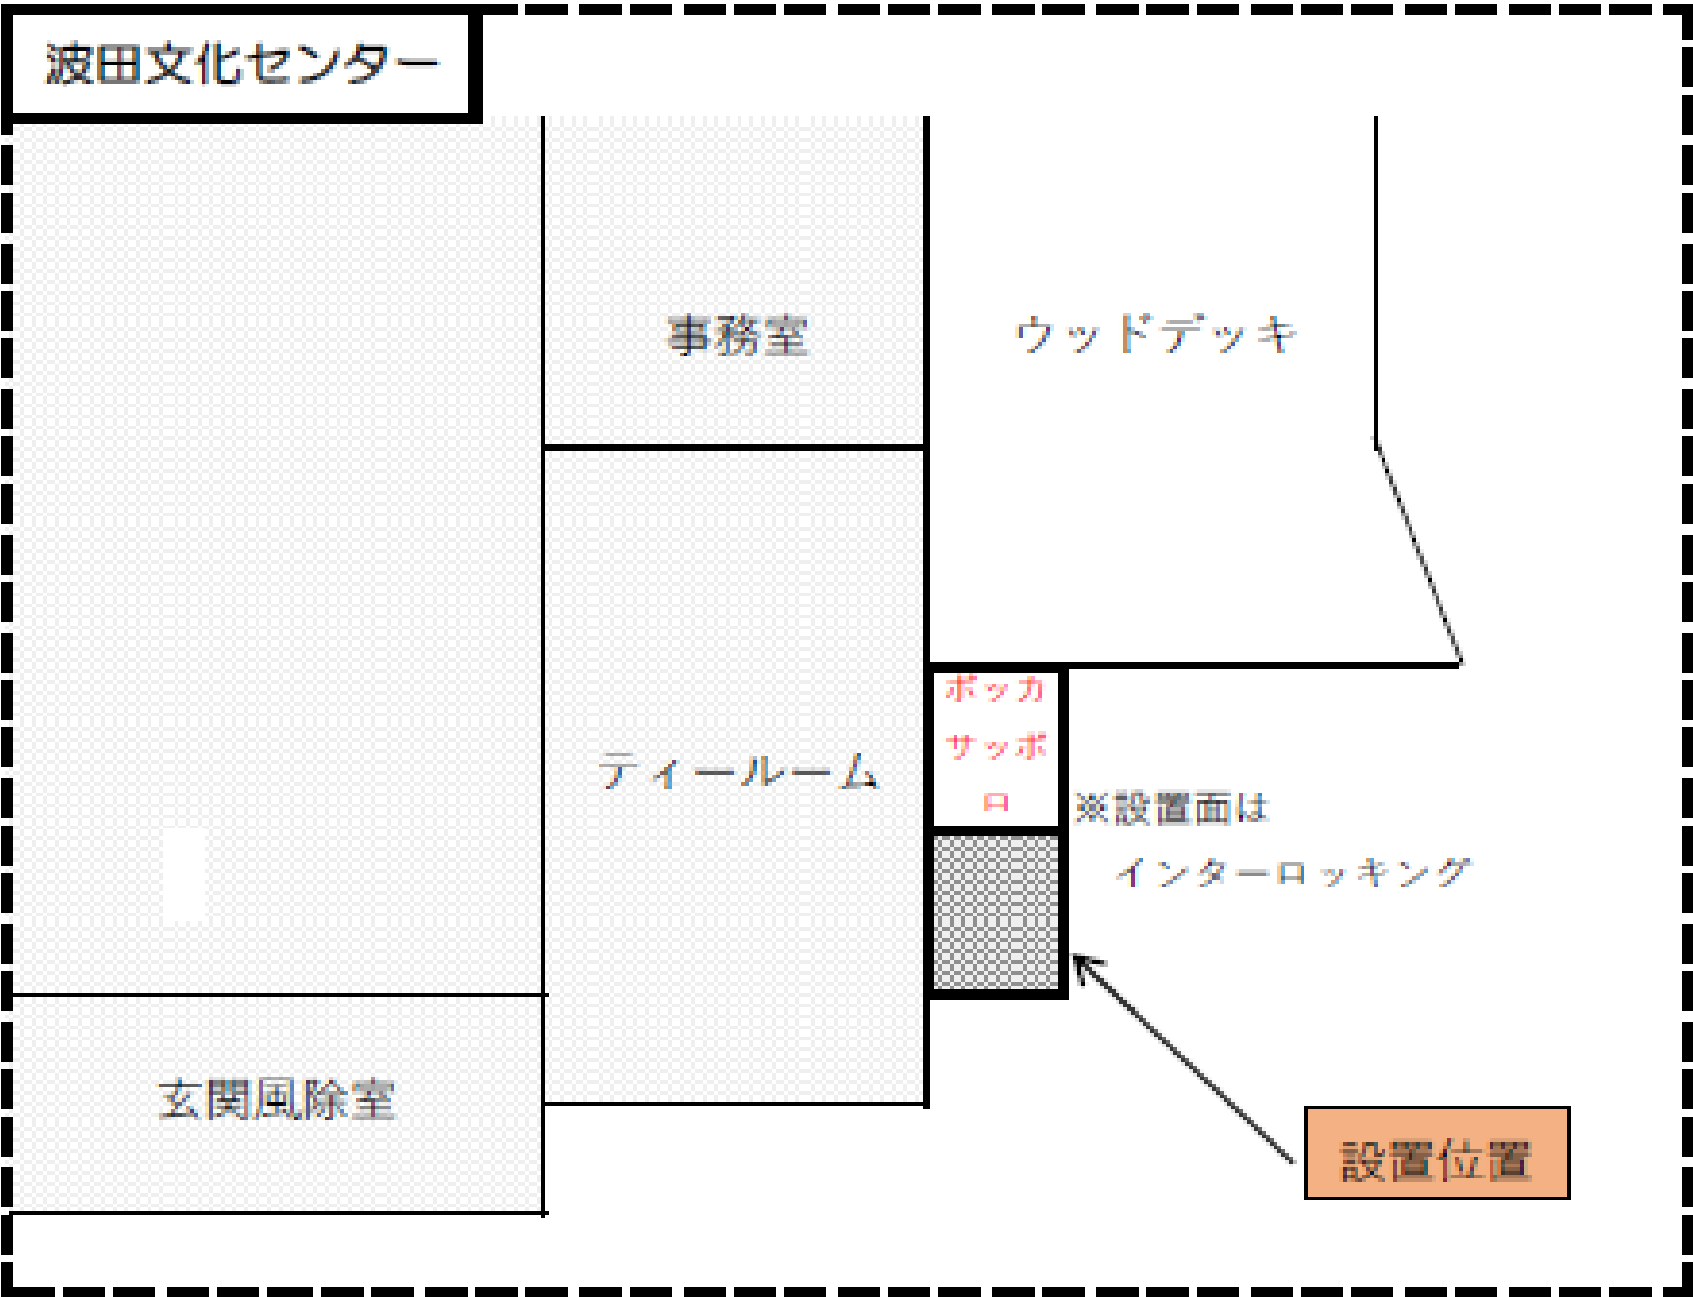 波田文化センター
事務室
ウッドデッキ
ポッカ
サッポ
ロ
ティールーム
※設置面は
インターロッキング
玄関風除室
設置位置